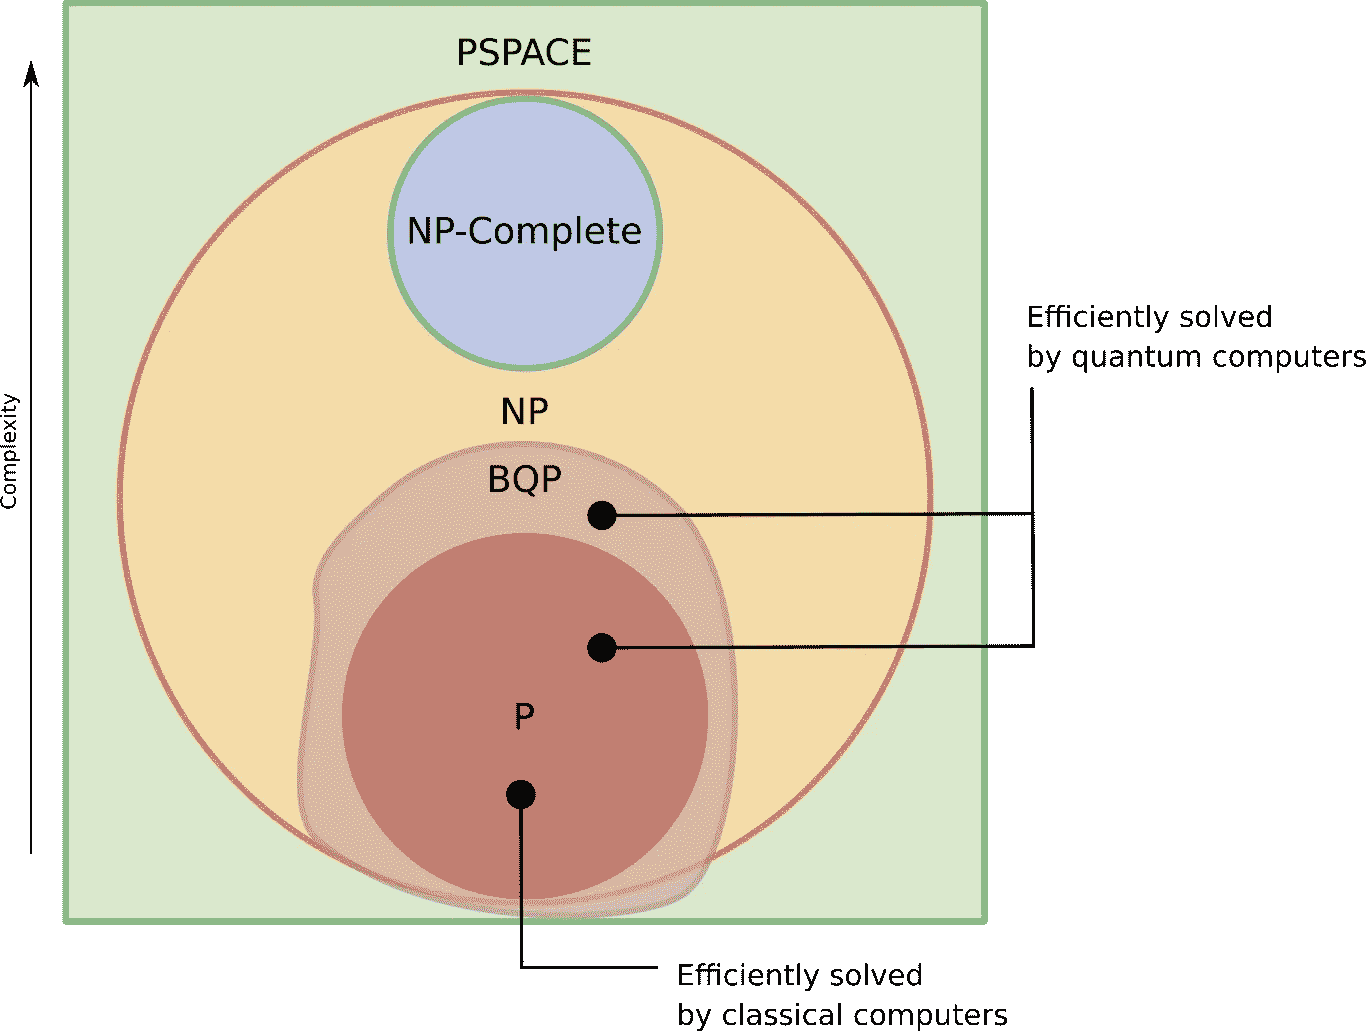 PSPACE
NP-Complete
Efficiently solved
by quantum computers
Complexity
NP
BQP
P
Efficiently solved
by classical computers